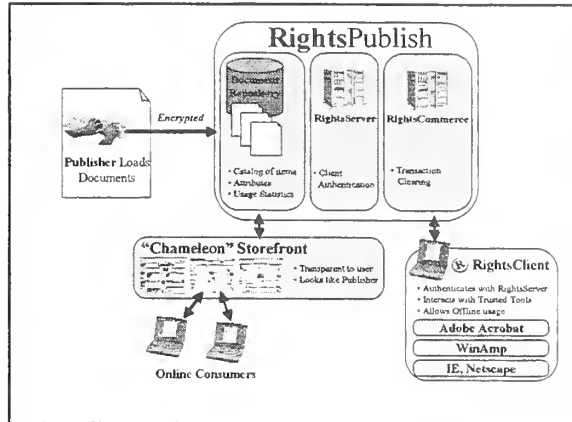 RightsPublish
Document
Repository
RightsServer
RightsCommerce
Encrypted
Publisher Loads
Documents
• Catalog of items
• Attributes
• Usage Statistics
• Client
Authentication
• Transaction
Clearing
"Chameleon" Storefront
• Transparent to user
• Looks like Publisher
RightsClient
• Authenticates with RightsServer
• Interacts with Trusted Tools
• Allows Offline usage
Adobe Acrobat
WinAmp
IE, Netscape
Online Consumers